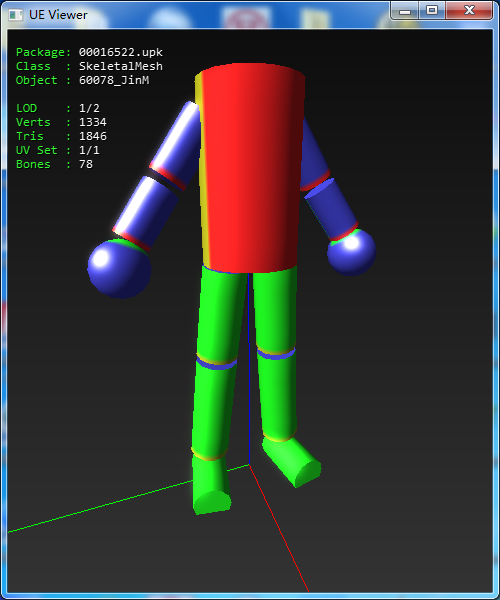 UE Viewer
Package: 00016522.upk
Class : SkeletalMesh
Object : 60078_JinM
LOD : 1/2
Verts : 1334
Tris : 1846
UV Set : 1/1
Bones : 78